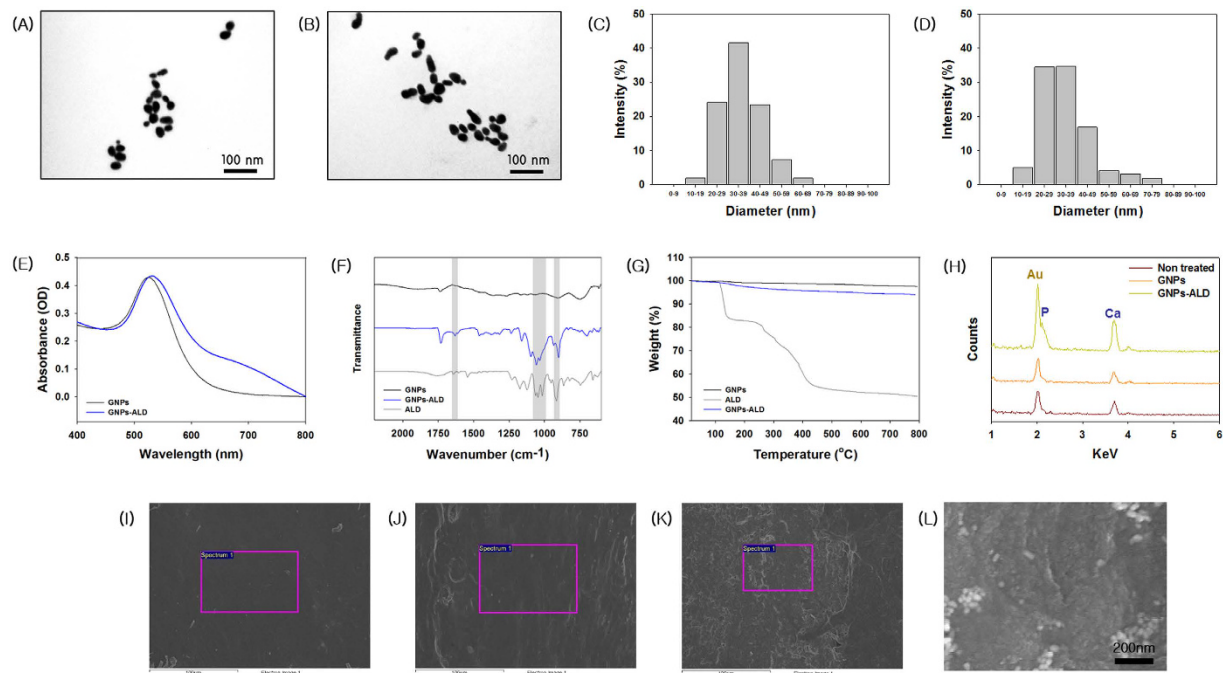 (A)
100 nm
(B)
100 nm
(C)
50
40
30
20
10
0
Intensity (%)
0-9 10-19 20-29 30-39 40-49 50-59 60-69 70-79 80-89 90-100
Diameter (nm)
(D)
50
40
30
20
10
0
Intensity (%)
0-9 10-19 20-29 30-39 40-49 50-59 60-69 70-79 80-89 90-100
Diameter (nm)
(E)
0.5
0.4
0.3
0.2
0.1
0.0
Absorbance (OD)
GNPs
GNPs-ALD
400 500 600 700 800
Wavelength (nm)
(F)
Transmittance
GNPs
GNPs-ALD
ALD
2000 1750 1500 1250 1000 750
Wavenumber (cm-1)
(G)
110
100
90
80
70
60
50
40
Weight (%)
GNPs
ALD
GNPs-ALD
0 100 200 300 400 500 600 700 800
Temperature (°C)
(H)
Counts
Au
P
Ca
Non treated
GNPs
GNPs-ALD
1 2 3 4 5 6
KeV
(I)
Spectrum 1
(J)
Spectrum 1
(K)
Spectrum 1
(L)
200nm